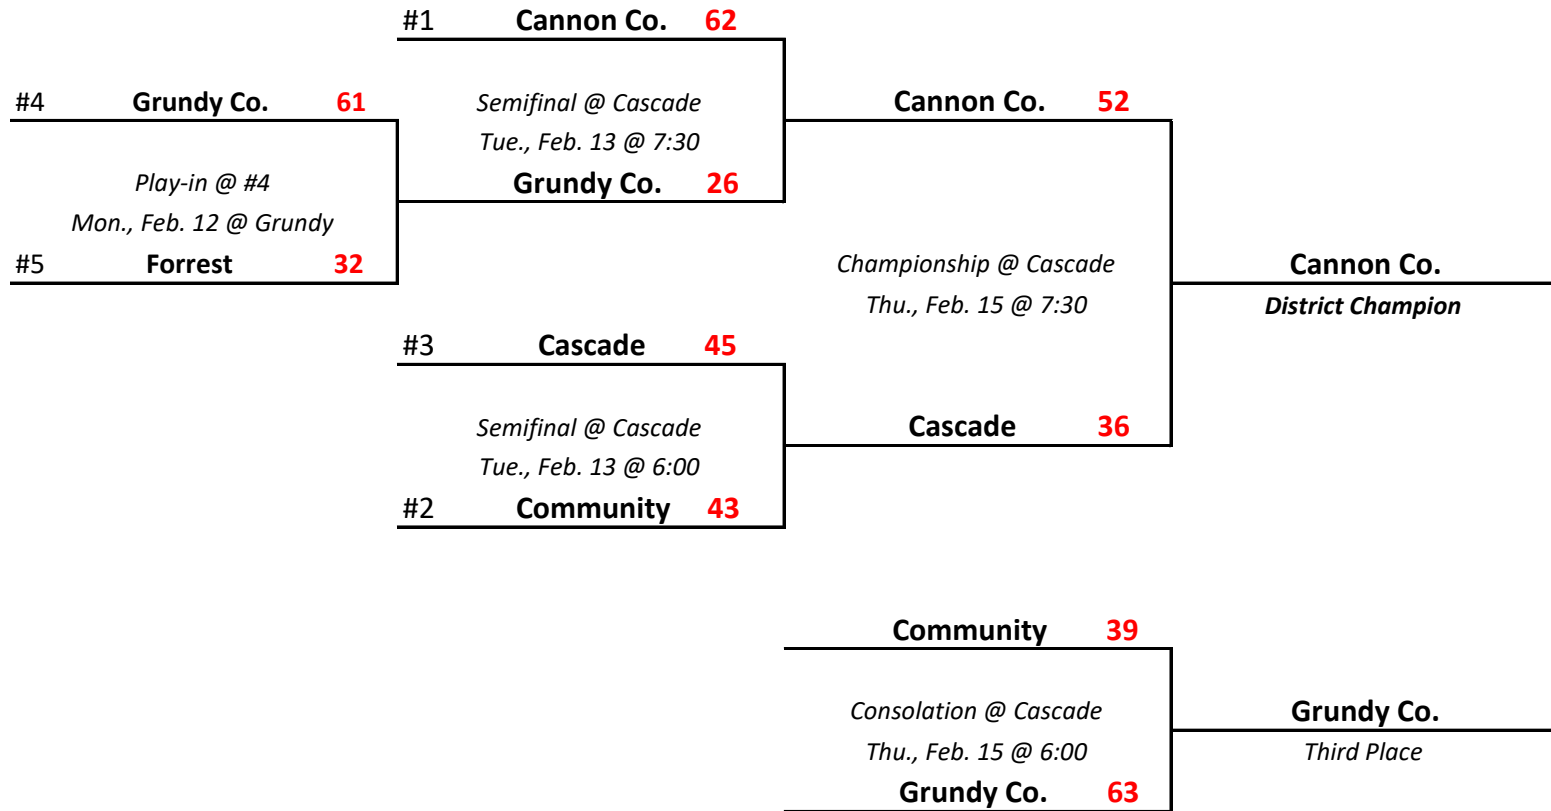 #1 Cannon Co. 62
#4 Grundy Co. 61
Semifinal @ Cascade
Tue., Feb. 13 @ 7:30
Cannon Co. 52
Play-in @ #4
Mon., Feb. 12 @ Grundy
Grundy Co. 26
#5 Forrest 32
Championship @ Cascade
Thu., Feb. 15 @ 7:30
Cannon Co.
District Champion
#3 Cascade 45
Semifinal @ Cascade
Tue., Feb. 13 @ 6:00
Cascade 36
#2 Community 43
Community 39
Consolation @ Cascade
Thu., Feb. 15 @ 6:00
Grundy Co.
Third Place
Grundy Co. 63